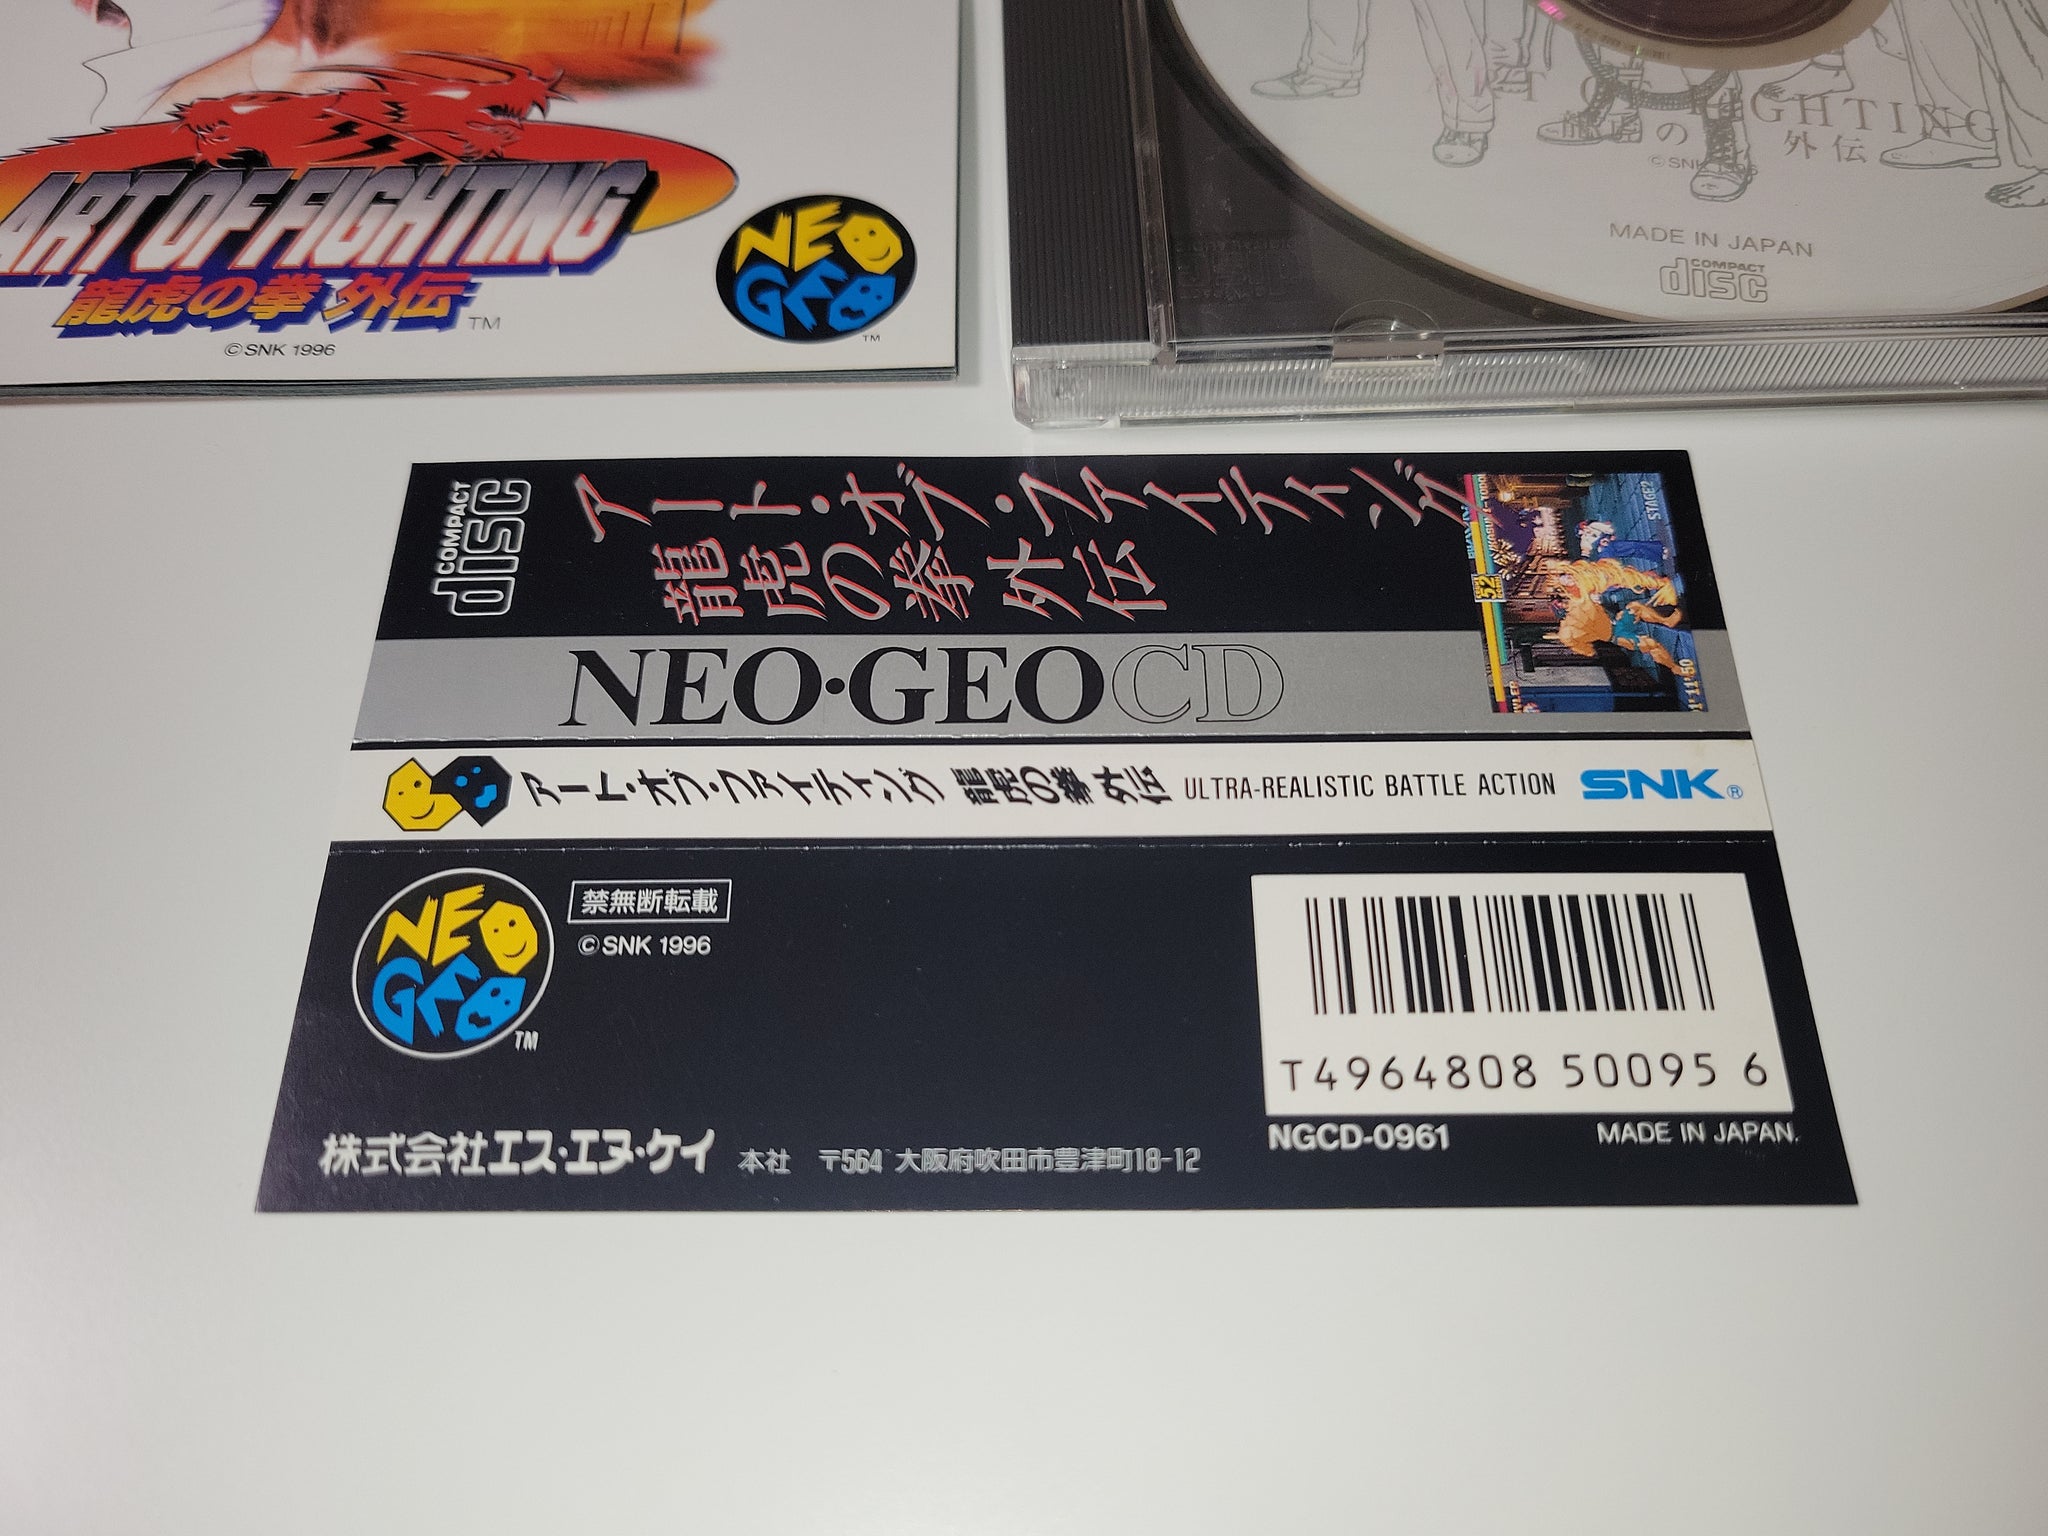 ART OF FIGHTING
龍虎の拳 外伝 TM
©SNK 1996
NEO
GEO
TM
FIGHTING
外伝
MADE IN JAPAN
COMPACT
disc
COMPACT
disc
アート・オブ・ファイティング
龍虎の拳 外伝
STAGE2
52
NEO・GEO CD
アート・オブ・ファイティング 龍虎の拳 外伝 ULTRA-REALISTIC BATTLE ACTION SNK®
NEO
GEO
TM
禁無断転載
©SNK 1996
T4964808 50095 6
NGCD-0961 MADE IN JAPAN.
株式会社エス・エヌ・ケイ 本社 〒564 大阪府吹田市豊津町18-12